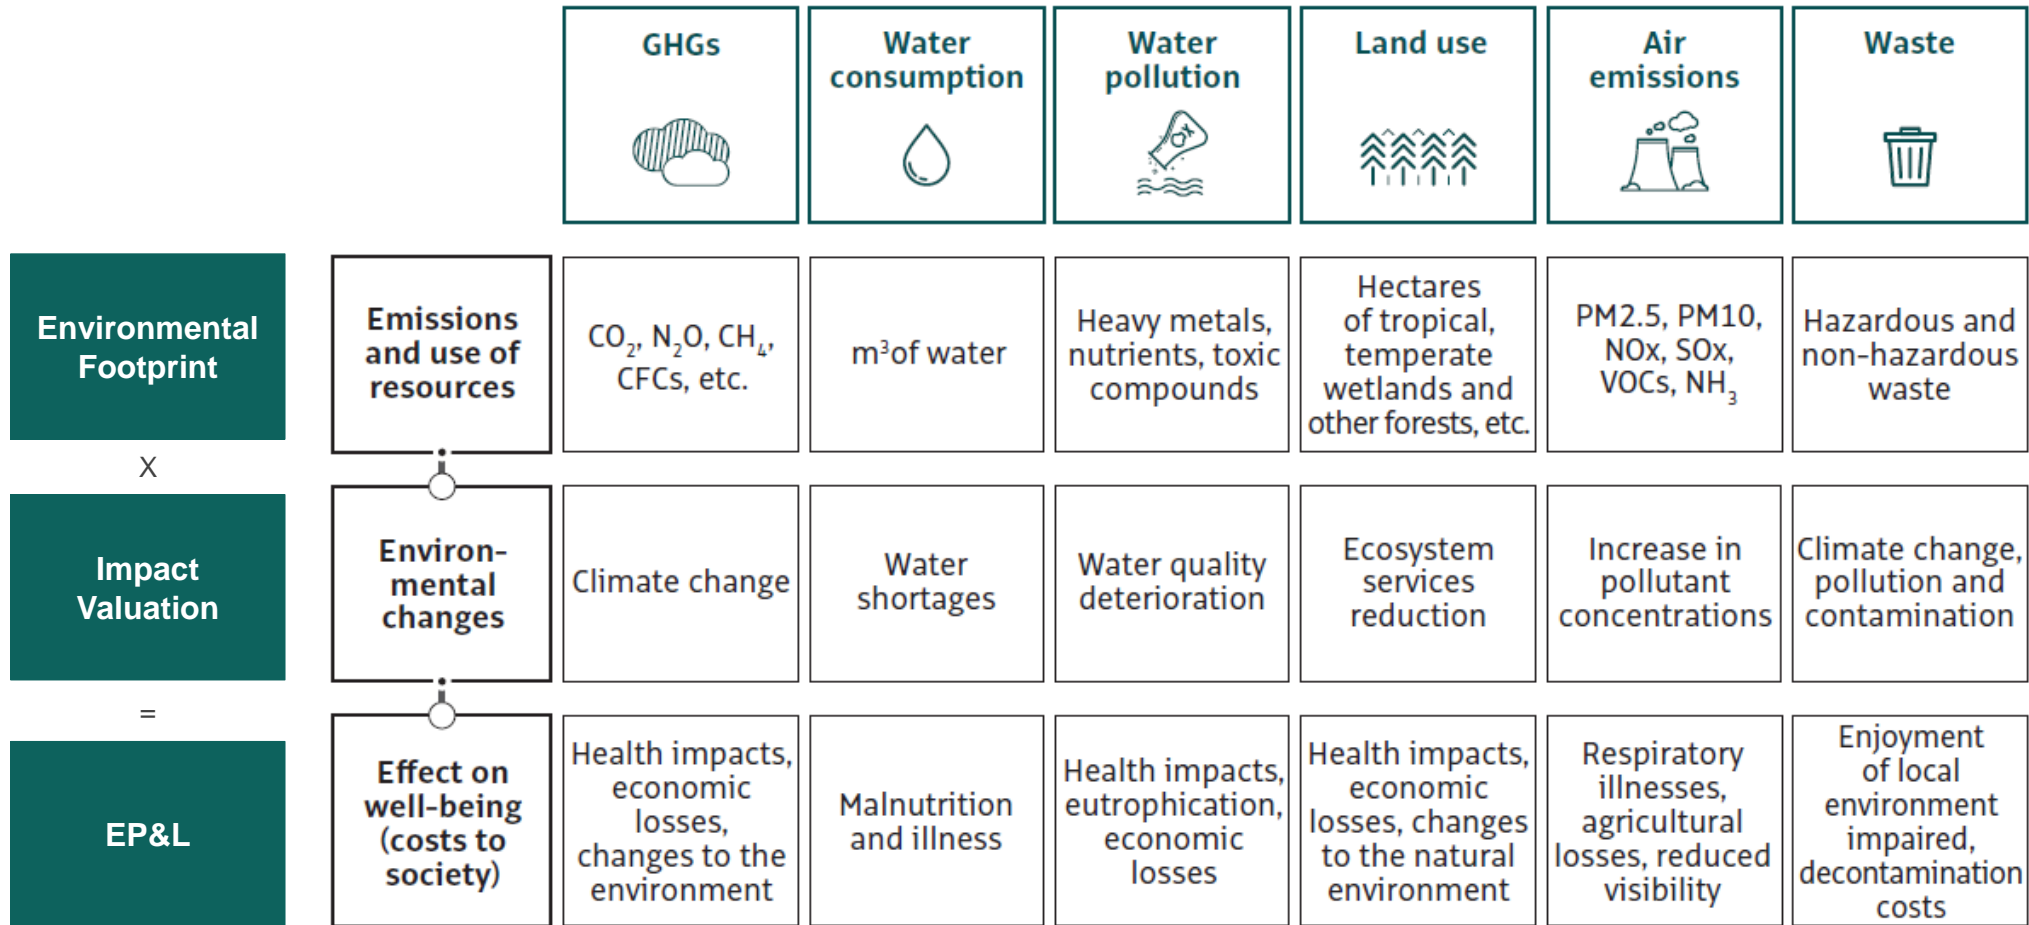 GHGs
Water
consumption
Water
pollution
Land use
Air
emissions
Waste
Environmental
Footprint
Emissions
and use of
resources
CO₂, N₂O, CH₄,
CFCs, etc.
m³of water
Heavy metals,
nutrients, toxic
compounds
Hectares
of tropical,
temperate
wetlands and
other forests, etc.
PM2.5, PM10,
NOx, SOx,
VOCs, NH₃
Hazardous and
non-hazardous
waste
X
Impact
Valuation
Environ-
mental
changes
Climate change
Water
shortages
Water quality
deterioration
Ecosystem
services
reduction
Increase in
pollutant
concentrations
Climate change,
pollution and
contamination
=
EP&L
Effect on
well-being
(costs to
society)
Health impacts,
economic
losses,
changes to the
environment
Malnutrition
and illness
Health impacts,
eutrophication,
economic
losses
Health impacts,
economic
losses, changes
to the natural
environment
Respiratory
illnesses,
agricultural
losses, reduced
visibility
Enjoyment
of local
environment
impaired,
decontamination
costs